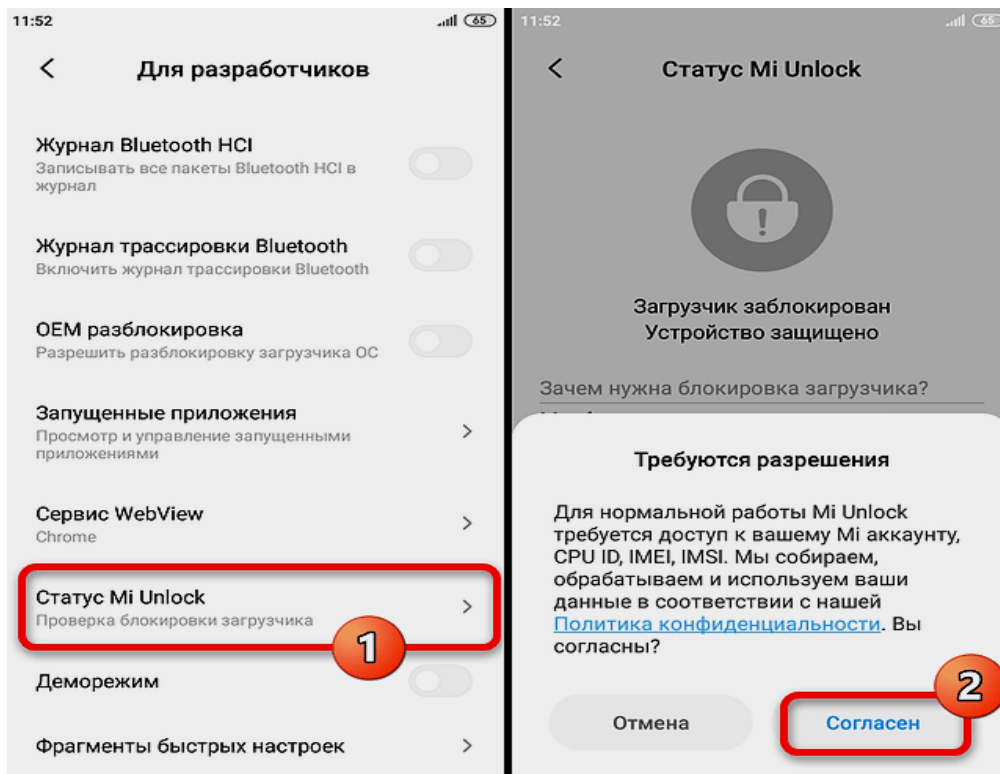 11:52
65
Для разработчиков
Журнал Bluetooth HCI
Записывать все пакеты Bluetooth HCI в
журнал
Журнал трассировки Bluetooth
Включить журнал трассировки Bluetooth
OEM разблокировка
Разрешить разблокировку загрузчика ОС
Запущенные приложения
Просмотр и управление запущенными
приложениями
Сервис WebView
Chrome
Статус Mi Unlock
Проверка блокировки загрузчика
1
Деморежим
Фрагменты быстрых настроек
11:52
65
Статус Mi Unlock
Загрузчик заблокирован
Устройство защищено
Зачем нужна блокировка загрузчика?
Требуются разрешения
Для нормальной работы Mi Unlock
требуется доступ к вашему Mi аккаунту,
CPU ID, IMEI, IMSI. Мы собираем,
обрабатываем и используем ваши
данные в соответствии с нашей
Политика конфиденциальности. Вы
согласны?
2
Отмена
Согласен